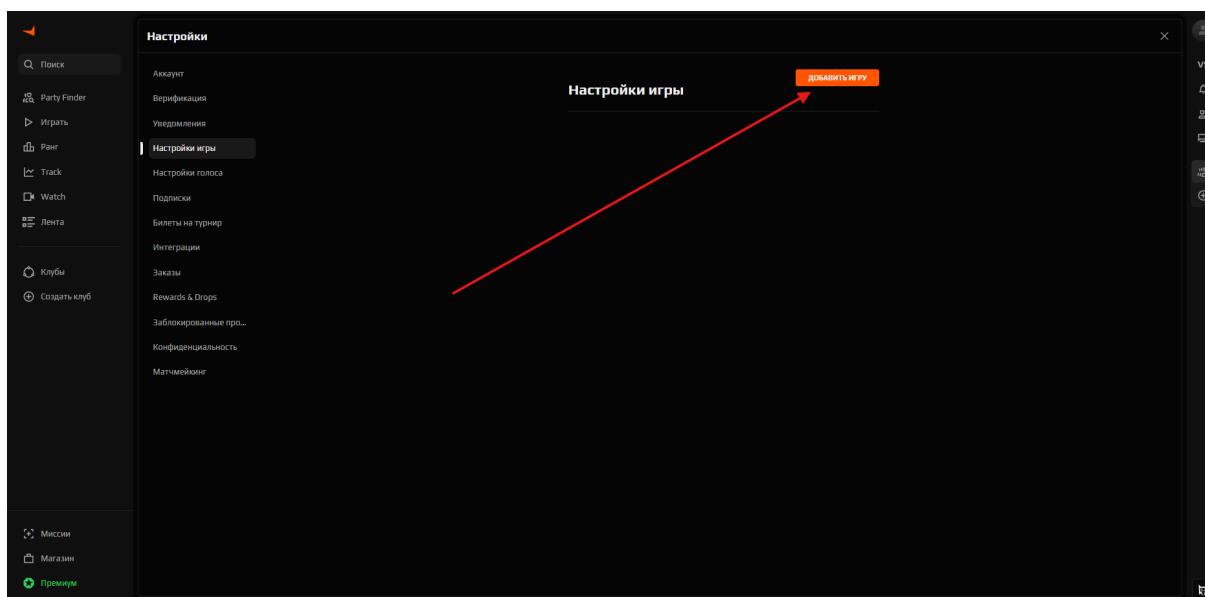 Настройки
Поиск
Party Finder
Играть
Ранг
Track
Watch
Лента
Клубы
Создать клуб
Миссии
Магазин
Премиум
Аккаунт
Верификация
Уведомления
Настройки игры
Настройки голоса
Подписки
Билеты на турнир
Интеграции
Заказы
Rewards & Drops
Заблокированные про...
Конфиденциальность
Матчмейкинг
Настройки игры
ДОБАВИТЬ ИГРУ